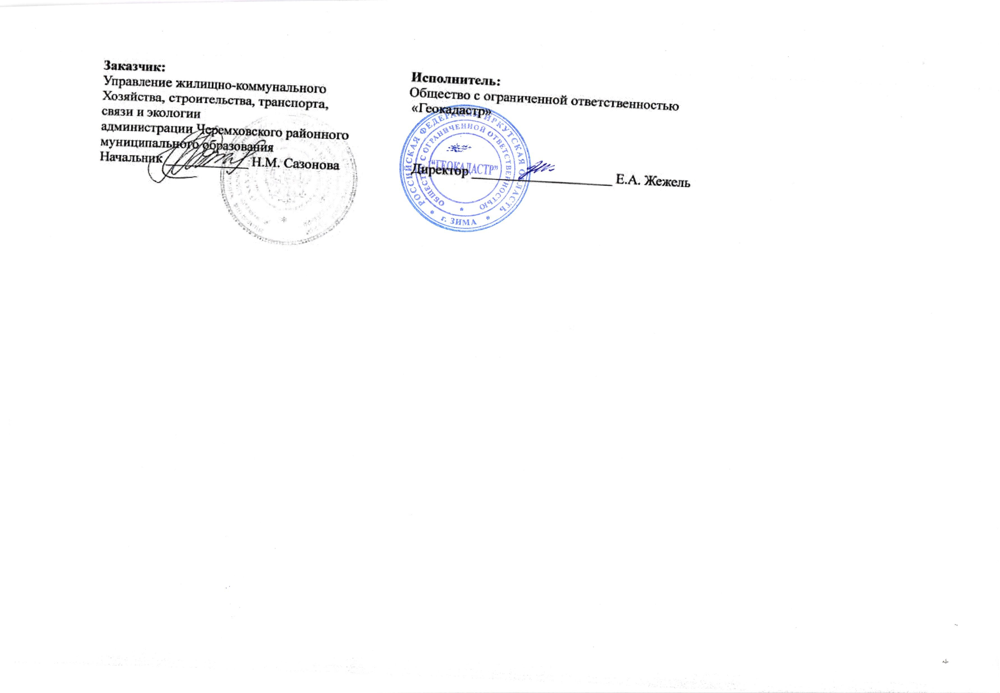 Заказчик:
Управление жилищно-коммунального
Хозяйства, строительства, транспорта,
связи и экологии
администрации Черемховского районного
муниципального образования
Начальник ____________ Н.М. Сазонова
Исполнитель:
Общество с ограниченной ответственностью
«Геокадастр»
Директор ____________________ Е.А. Жежель
РОССИЙСКАЯ ФЕДЕРАЦИЯ ИРКУТСКАЯ ОБЛАСТЬ
* г. ЗИМА *
ОБЩЕСТВО С ОГРАНИЧЕННОЙ ОТВЕТСТВЕННОСТЬЮ *
“ГЕОКАДАСТР”